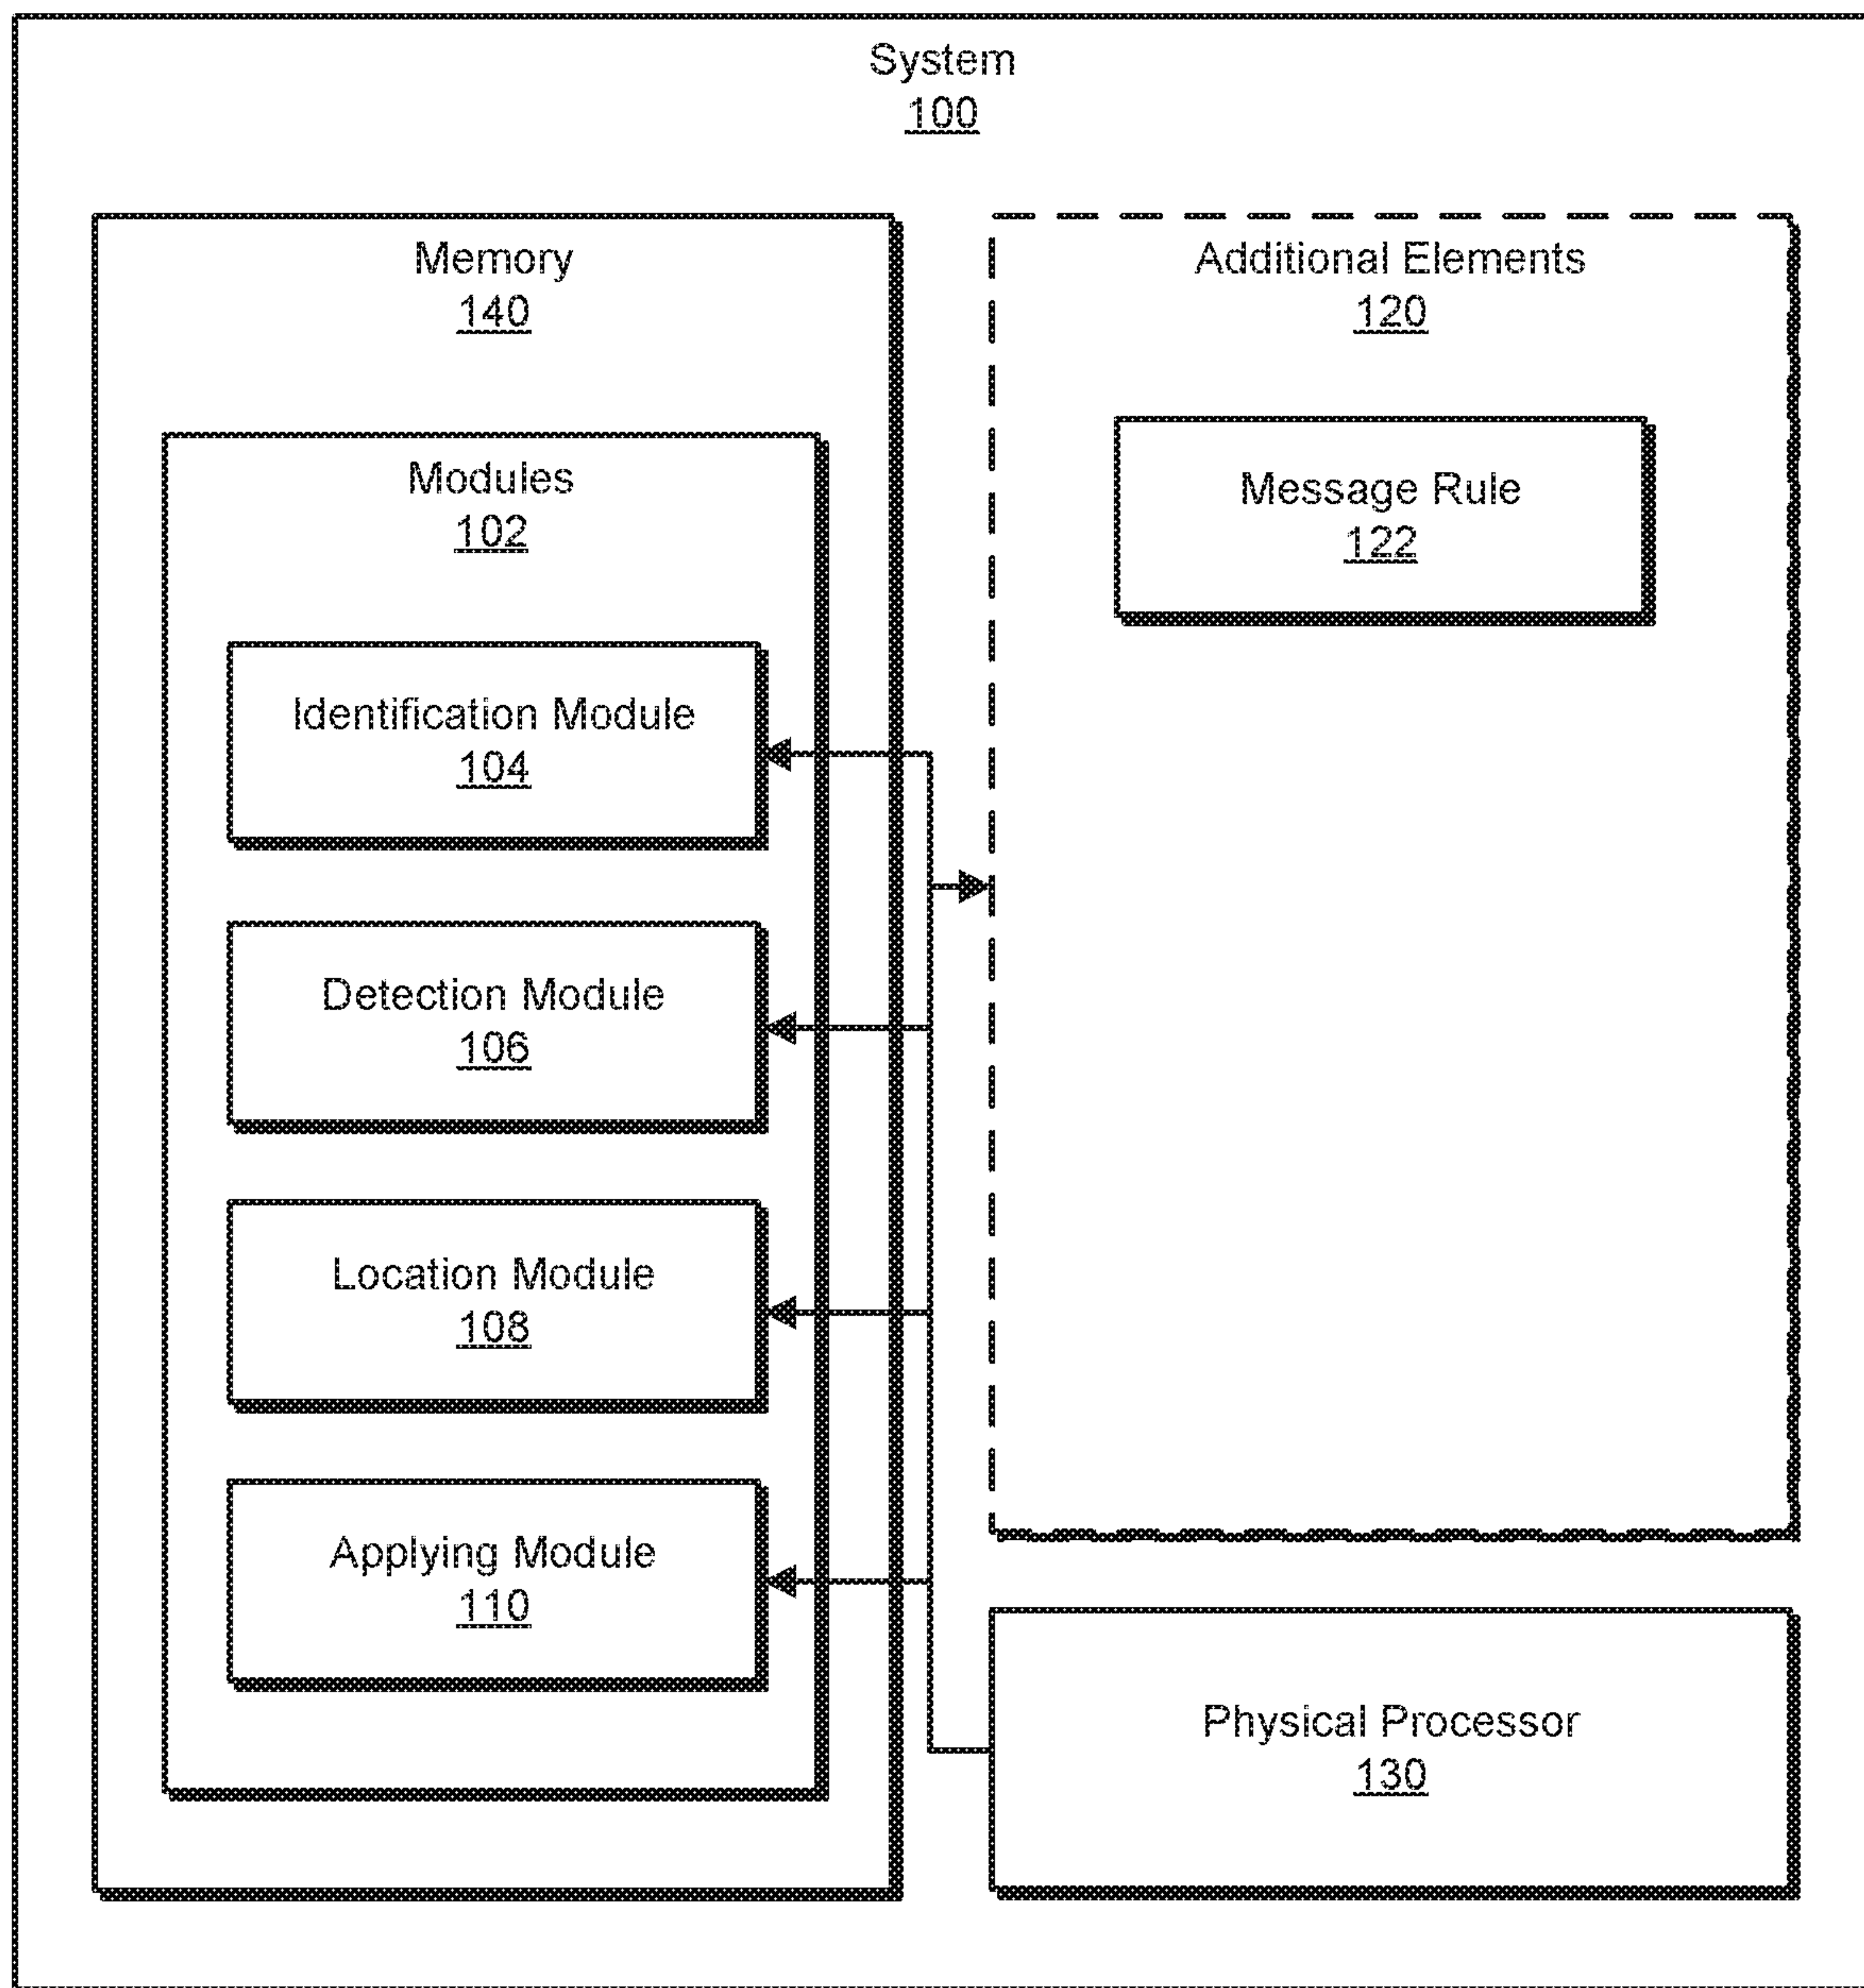 System
100
Memory
140
Modules
102
Identification Module
104
Detection Module
106
Location Module
108
Applying Module
110
Additional Elements
120
Message Rule
122
Physical Processor
130